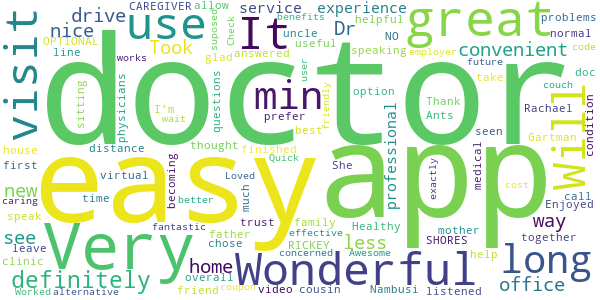 CAREGIVER allow benefits
drive service experience problems
nice OPTIONAL Took
use It Dr NO helpful normal
great uncle useful
line works glad answered speaking employer code
visit suposed Check convenient
doctor
physicians sitting questions user friendly option
min prefer best professional
future take doc couch
Thank Ants I'm wait
house first caring distance thought finished
Rachael Gartman condition
easy app will
seen medical exactly cost
new speak time virtual becoming better Quick
Loved much trust She family
Enjoyed call way together
see leave clinic Very home fantastic
father chose overall effective RICKEY Healthy less
concerned Awesome mother SHORES help
Wonderful long
definitely office
Worked alternative friend coupon video cousin Nambusi listened